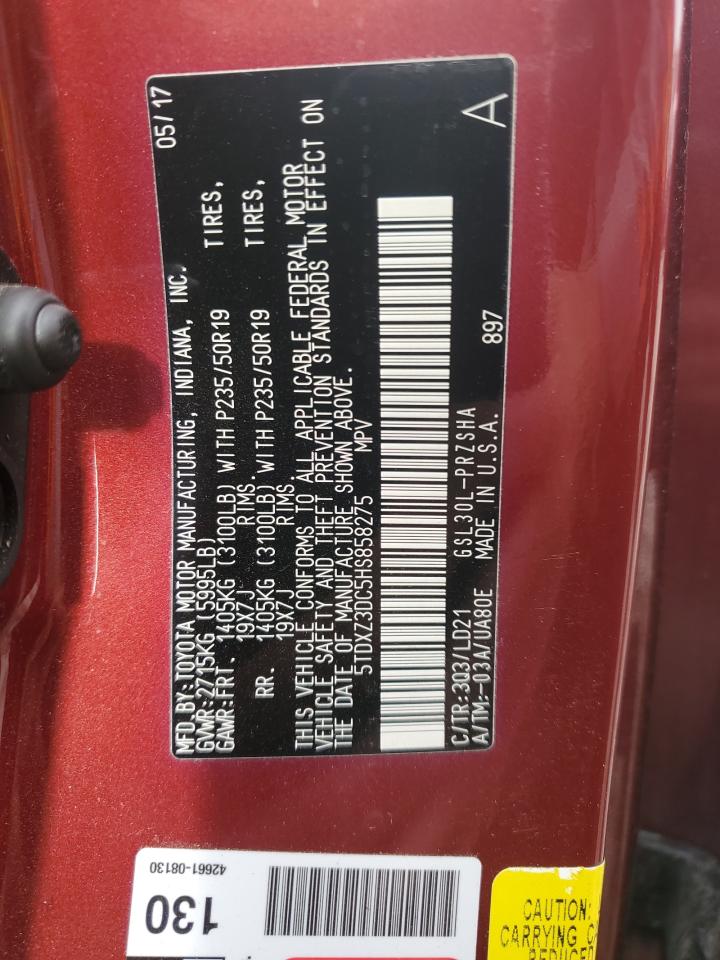 MFD.BY:TOYOTA MOTOR MANUFACTURING, INDIANA, INC. 05/17
GVWR:2715KG (5995LB)
GAWR:FRT. 1405KG (3100LB) WITH P235/50R19 TIRES,
19X7J RIMS.
RR. 1405KG (3100LB) WITH P235/50R19 TIRES,
19X7J RIMS.
THIS VEHICLE CONFORMS TO ALL APPLICABLE FEDERAL MOTOR
VEHICLE SAFETY AND THEFT PREVENTION STANDARDS IN EFFECT ON
THE DATE OF MANUFACTURE SHOWN ABOVE.
5TDXZ3DC5HS858275 MPV
C/TR:3Q3/LD21 GSL30L-PRZSHA
A/TM:-03A/UA80E MADE IN U.S.A. 897
A
130
42661-08130
CAUTION:
CARRYING
REDUCED